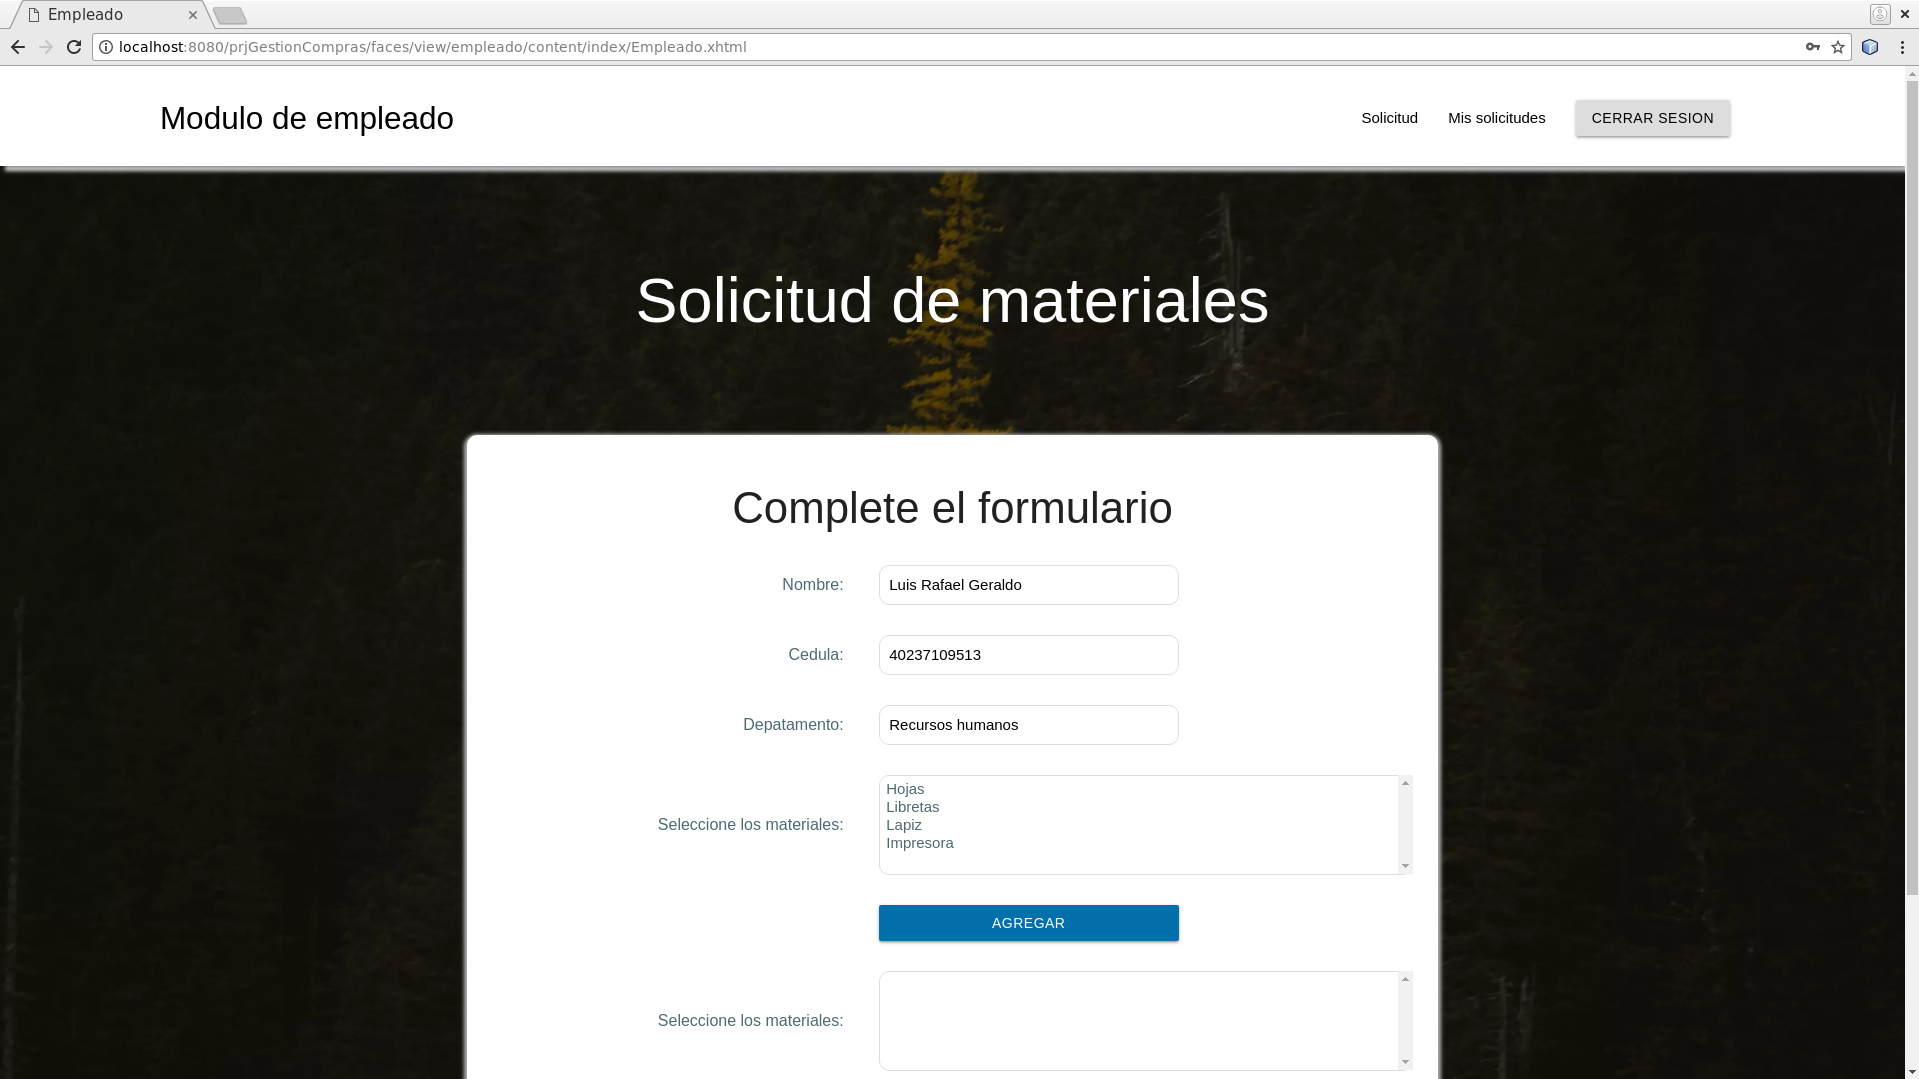 Empleado
localhost:8080/prjGestionCompras/faces/view/empleado/content/index/Empleado.xhtml
Modulo de empleado
Solicitud
Mis solicitudes
CERRAR SESION
Solicitud de materiales
Complete el formulario
Nombre: Luis Rafael Geraldo
Cedula: 40237109513
Depatamento: Recursos humanos
Seleccione los materiales:
Hojas
Libretas
Lapiz
Impresora
AGREGAR
Seleccione los materiales: